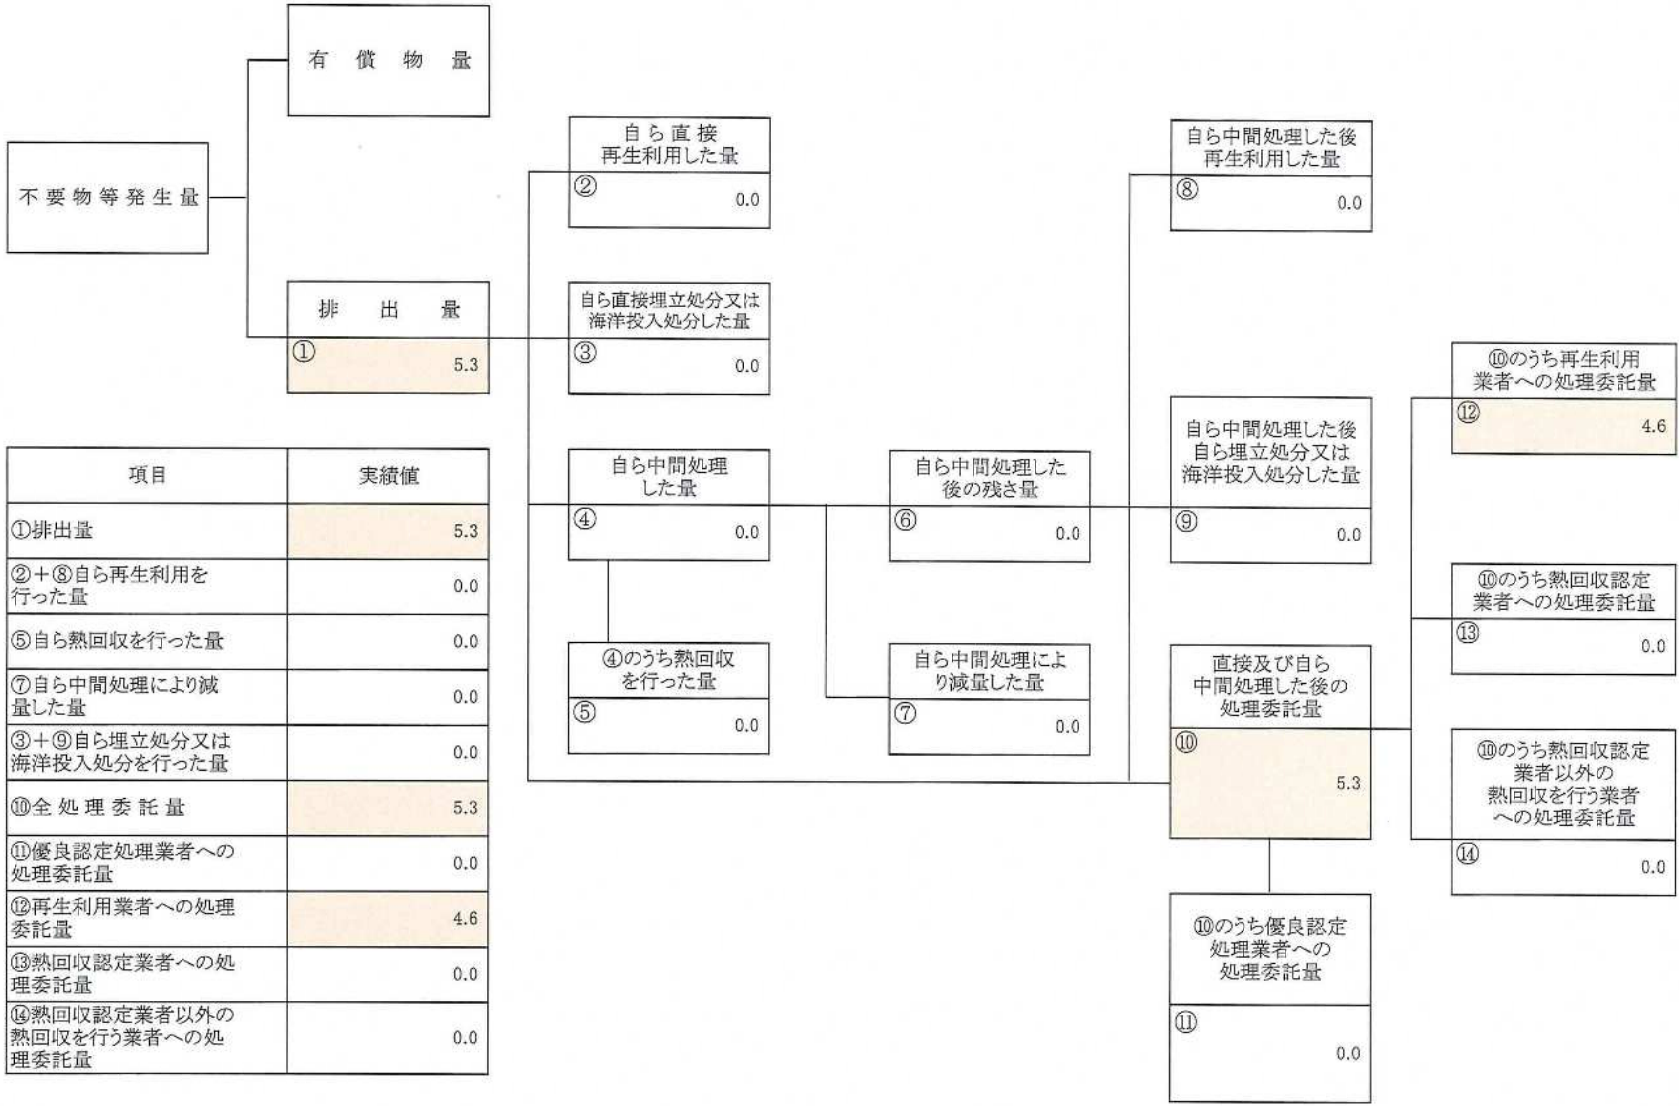 有償物量
不要物等発生量
排出量
①
5.3
自ら直接
再生利用した量
②
0.0
自ら直接埋立処分又は
海洋投入処分した量
③
0.0
自ら中間処理
した量
④
0.0
④のうち熱回収
を行った量
⑤
0.0
自ら中間処理した
後の残さ量
⑥
0.0
自ら中間処理によ
り減量した量
⑦
0.0
自ら中間処理した後
再生利用した量
⑧
0.0
自ら中間処理した後
自ら埋立処分又は
海洋投入処分した量
⑨
0.0
直接及び自ら
中間処理した後の
処理委託量
⑩
5.3
⑩のうち優良認定
処理業者への
処理委託量
⑪
0.0
⑩のうち再生利用
業者への処理委託量
⑫
4.6
⑩のうち熱回収認定
業者への処理委託量
⑬
0.0
⑩のうち熱回収認定
業者以外の
熱回収を行う業者
への処理委託量
⑭
0.0
項目 実績値
①排出量 5.3
②+⑧自ら再生利用を
行った量
0.0
⑤自ら熱回収を行った量 0.0
⑦自ら中間処理により減
量した量
0.0
③+⑨自ら埋立処分又は
海洋投入処分を行った量
0.0
⑩全処理委託量 5.3
⑪優良認定処理業者への
処理委託量
0.0
⑫再生利用業者への処理
委託量
4.6
⑬熱回収認定業者への処
理委託量
0.0
⑭熱回収認定業者以外の
熱回収を行う業者への処
理委託量
0.0